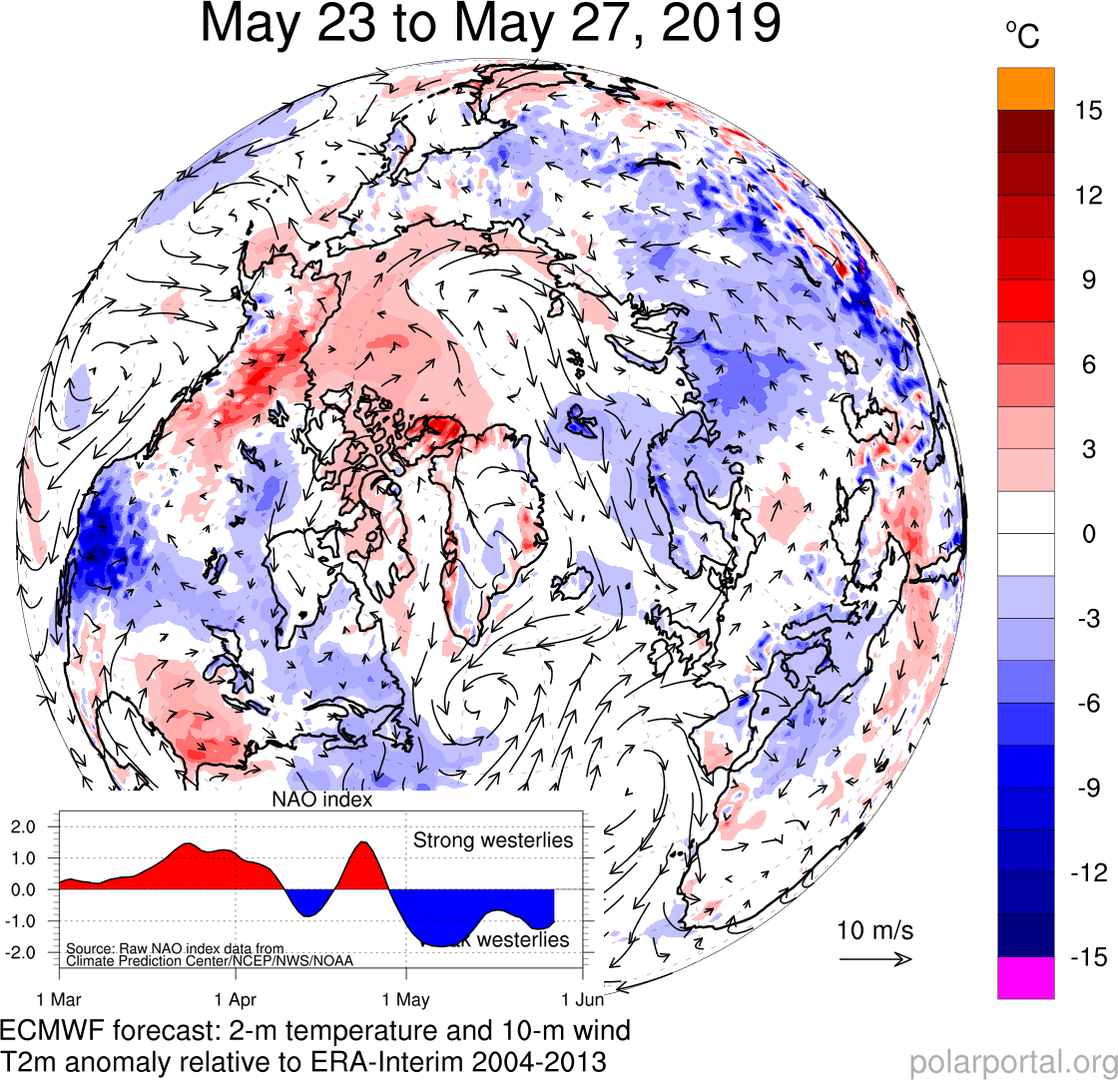 May 23 to May 27, 2019
°C
15
12
9
6
3
0
-3
-6
-9
-12
-15
10 m/s
NAO index
2.0
1.0
0.0
-1.0
-2.0
Strong westerlies
westerlies
Source: Raw NAO index data from
Climate Prediction Center/NCEP/NWS/NOAA
1 Mar
1 Apr
1 May
1 Jun
ECMWF forecast: 2-m temperature and 10-m wind
T2m anomaly relative to ERA-Interim 2004-2013
polarportal.org